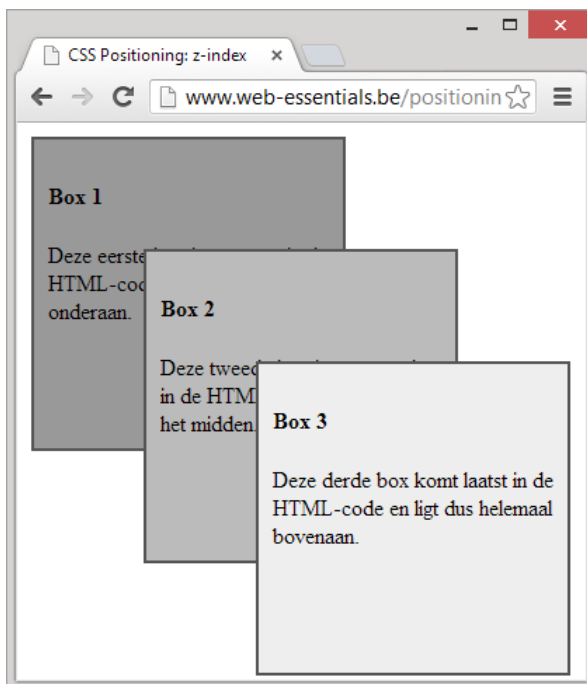 CSS Positioning: z-index
www.web-essentials.be/positionin
Box 1
Deze eerste
HTML-cod
onderaan.
Box 2
Deze tweed
in de HTM
het midden.
Box 3
Deze derde box komt laatst in de
HTML-code en ligt dus helemaal
bovenaan.